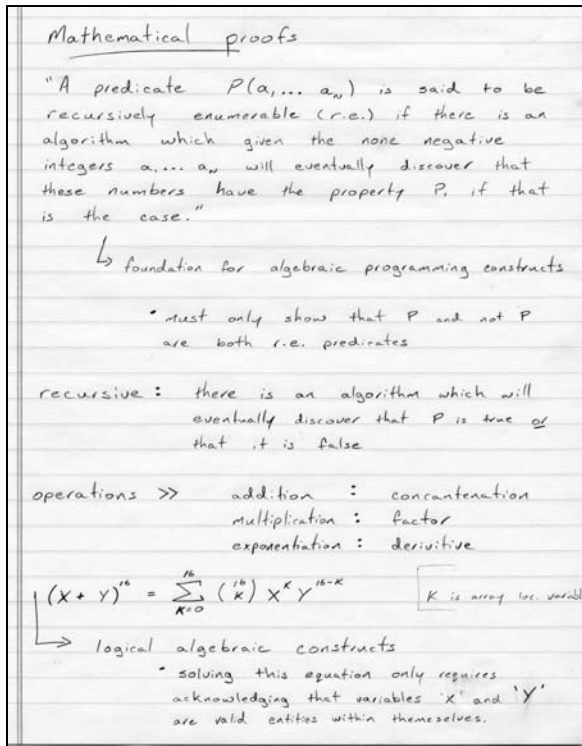 Mathematical proofs
"A predicate P(a, ... aₙ) is said to be
recursively enumerable (r.e.) if there is an
algorithm which given the none negative
integers a, ... aₙ will eventually discover that
these numbers have the property P. if that
is the case."
↳ foundation for algebraic programming constructs
• must only show that P and not P
are both r.e. predicates
recursive : there is an algorithm which will
eventually discover that P is true or
that it is false
operations >> addition : concantenation
multiplication : factor
exponentiation : derivitive
(X + Y)¹⁶ = ∑ K=0 16 (16 K) X^K Y^16-K
K is array loc. variabl
↳ logical algebraic constructs
• solving this equation only requires
acknowledging that variables 'X' and 'Y'
are valid entities within themeselves.